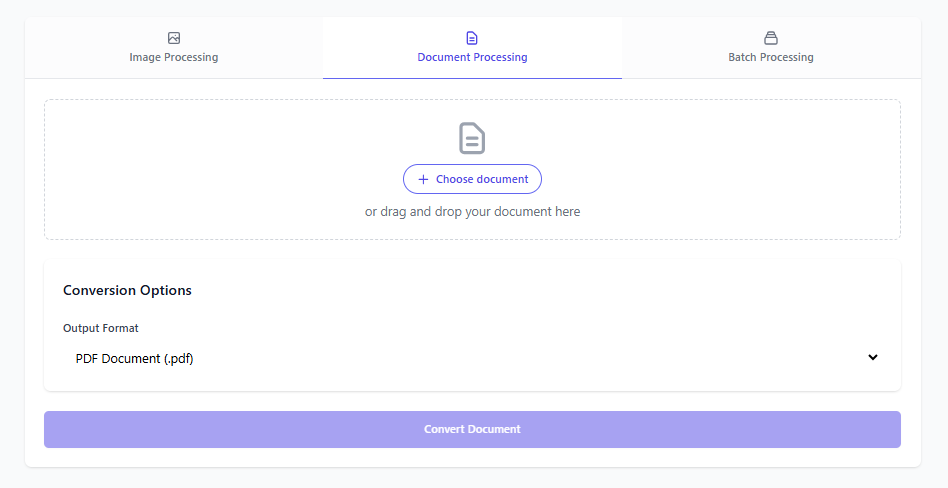 Image Processing
Document Processing
Batch Processing
Choose document
or drag and drop your document here
Conversion Options
Output Format
PDF Document (.pdf)
Convert Document